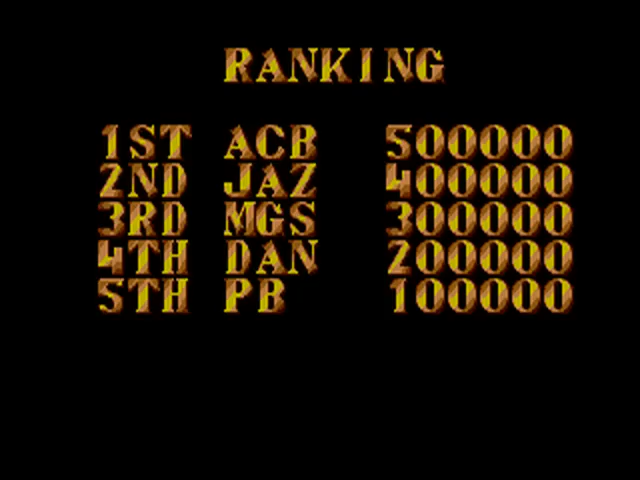 RANKING
1ST ACB 500000
2ND JAZ 400000
3RD MGS 300000
4TH DAN 200000
5TH PB 100000